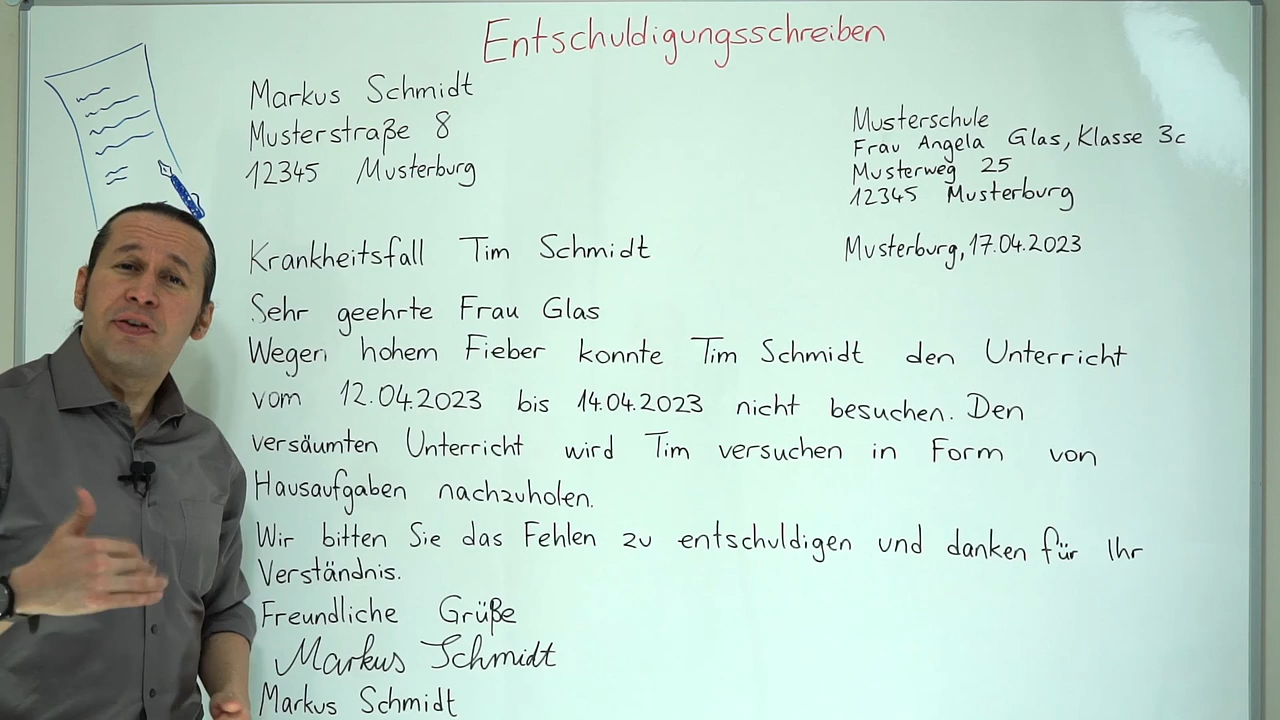 Entschuldigungsschreiben
Markus Schmidt
Musterstraße 8
12345 Musterburg
Musterschule
Frau Angela Glas, Klasse 3c
Musterweg 25
12345 Musterburg
Krankheitsfall Tim Schmidt
Musterburg, 17.04.2023
Sehr geehrte Frau Glas
Wegen hohem Fieber konnte Tim Schmidt den Unterricht
vom 12.04.2023 bis 14.04.2023 nicht besuchen. Den
versäumten Unterricht wird Tim versuchen in Form von
Hausaufgaben nachzuholen.
Wir bitten Sie das Fehlen zu entschuldigen und danken für Ihr
Verständnis.
Freundliche Grüße
Markus Schmidt
Markus Schmidt